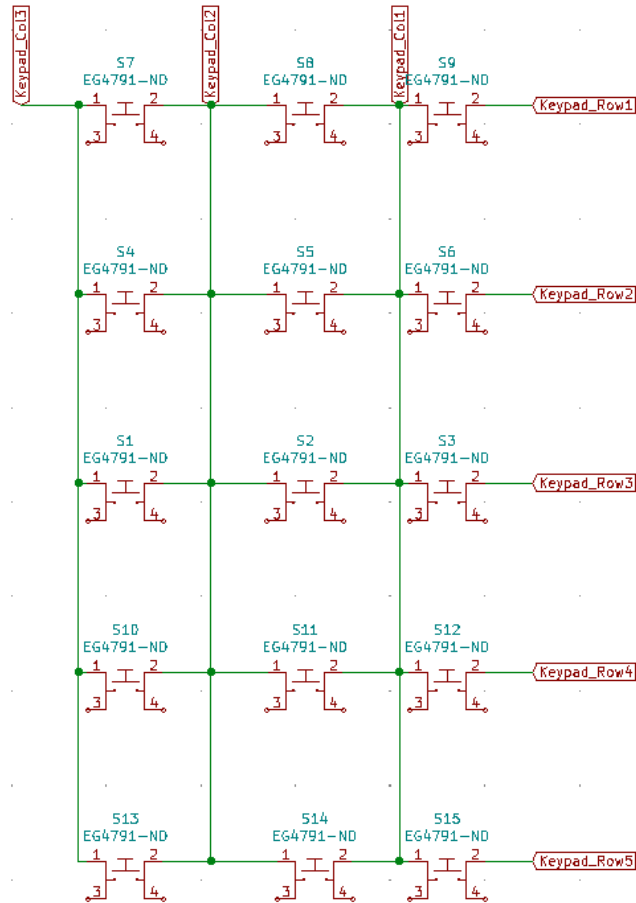 Keypad_Col3
Keypad_Col2
Keypad_Col1
S7
EG4791-ND
1 2
3 4
S8
EG4791-ND
1 2
3 4
S9
EG4791-ND
1 2
3 4
Keypad_Row1
S4
EG4791-ND
1 2
3 4
S5
EG4791-ND
1 2
3 4
S6
EG4791-ND
1 2
3 4
Keypad_Row2
S1
EG4791-ND
1 2
3 4
S2
EG4791-ND
1 2
3 4
S3
EG4791-ND
1 2
3 4
Keypad_Row3
S10
EG4791-ND
1 2
3 4
S11
EG4791-ND
1 2
3 4
S12
EG4791-ND
1 2
3 4
Keypad_Row4
S13
EG4791-ND
1 2
3 4
S14
EG4791-ND
1 2
3 4
S15
EG4791-ND
1 2
3 4
Keypad_Row5